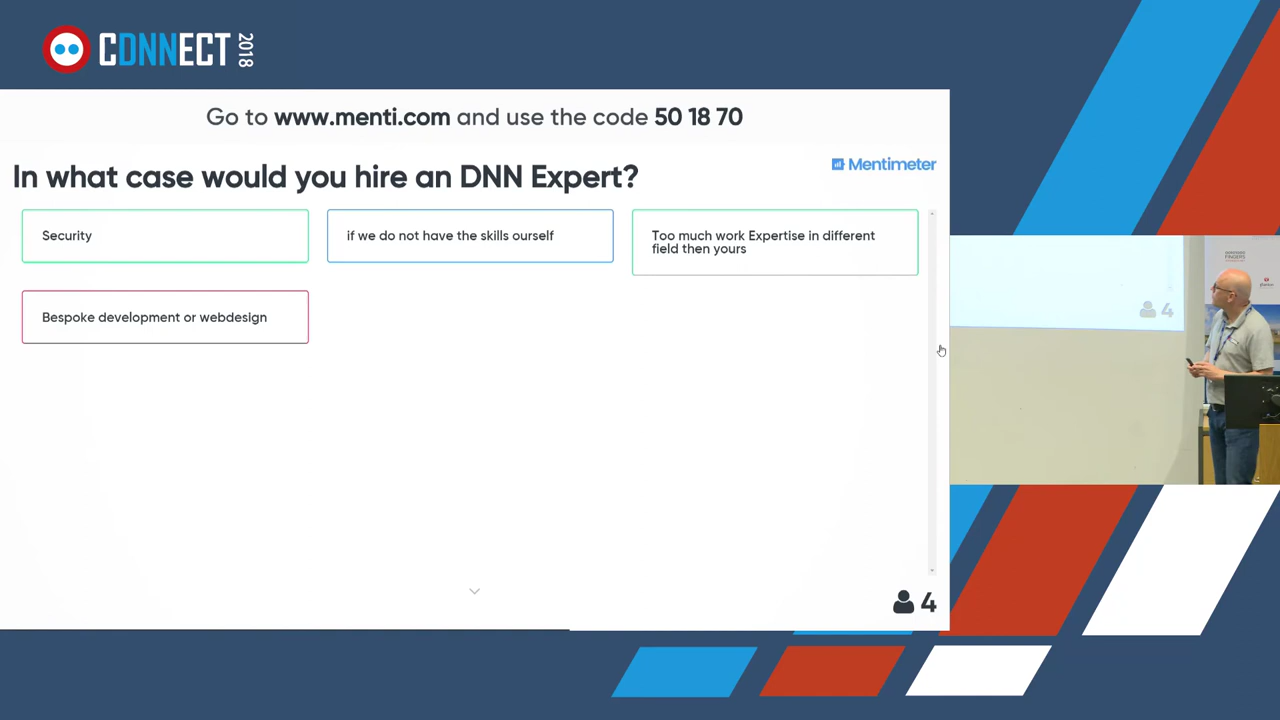 CDNNECT 2018
Go to www.menti.com and use the code 50 18 70
Mentimeter
In what case would you hire an DNN Expert?
Security
if we do not have the skills ourself
Too much work Expertise in different
field then yours
Bespoke development or webdesign
4
4